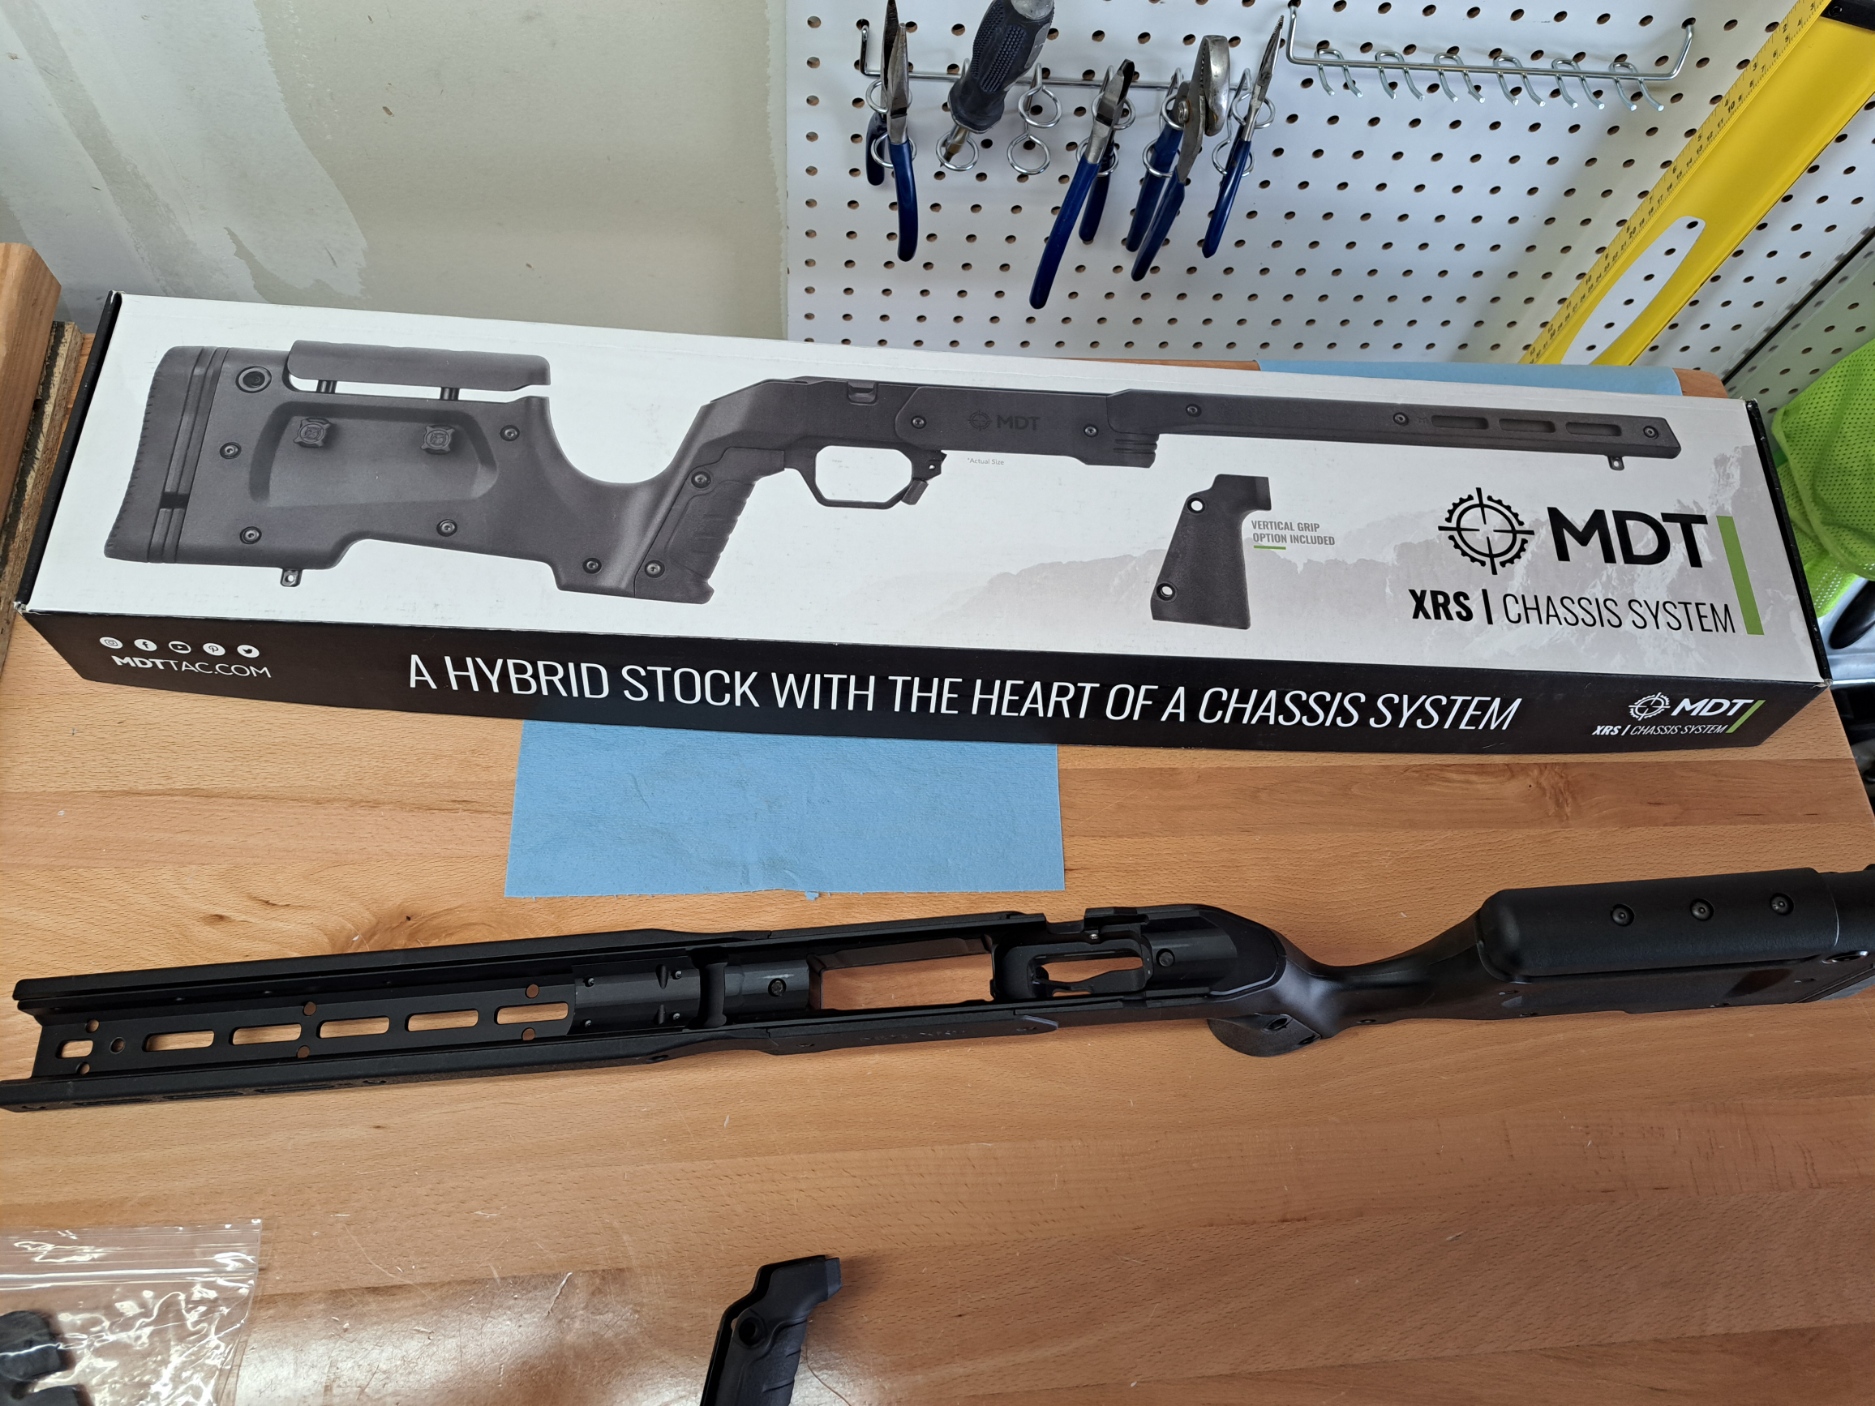 MDT
*Actual Size
VERTICAL GRIP
OPTION INCLUDED
MDT
XRS | CHASSIS SYSTEM
MDTTAC.COM
A HYBRID STOCK WITH THE HEART OF A CHASSIS SYSTEM
MDT
XRS | CHASSIS SYSTEM